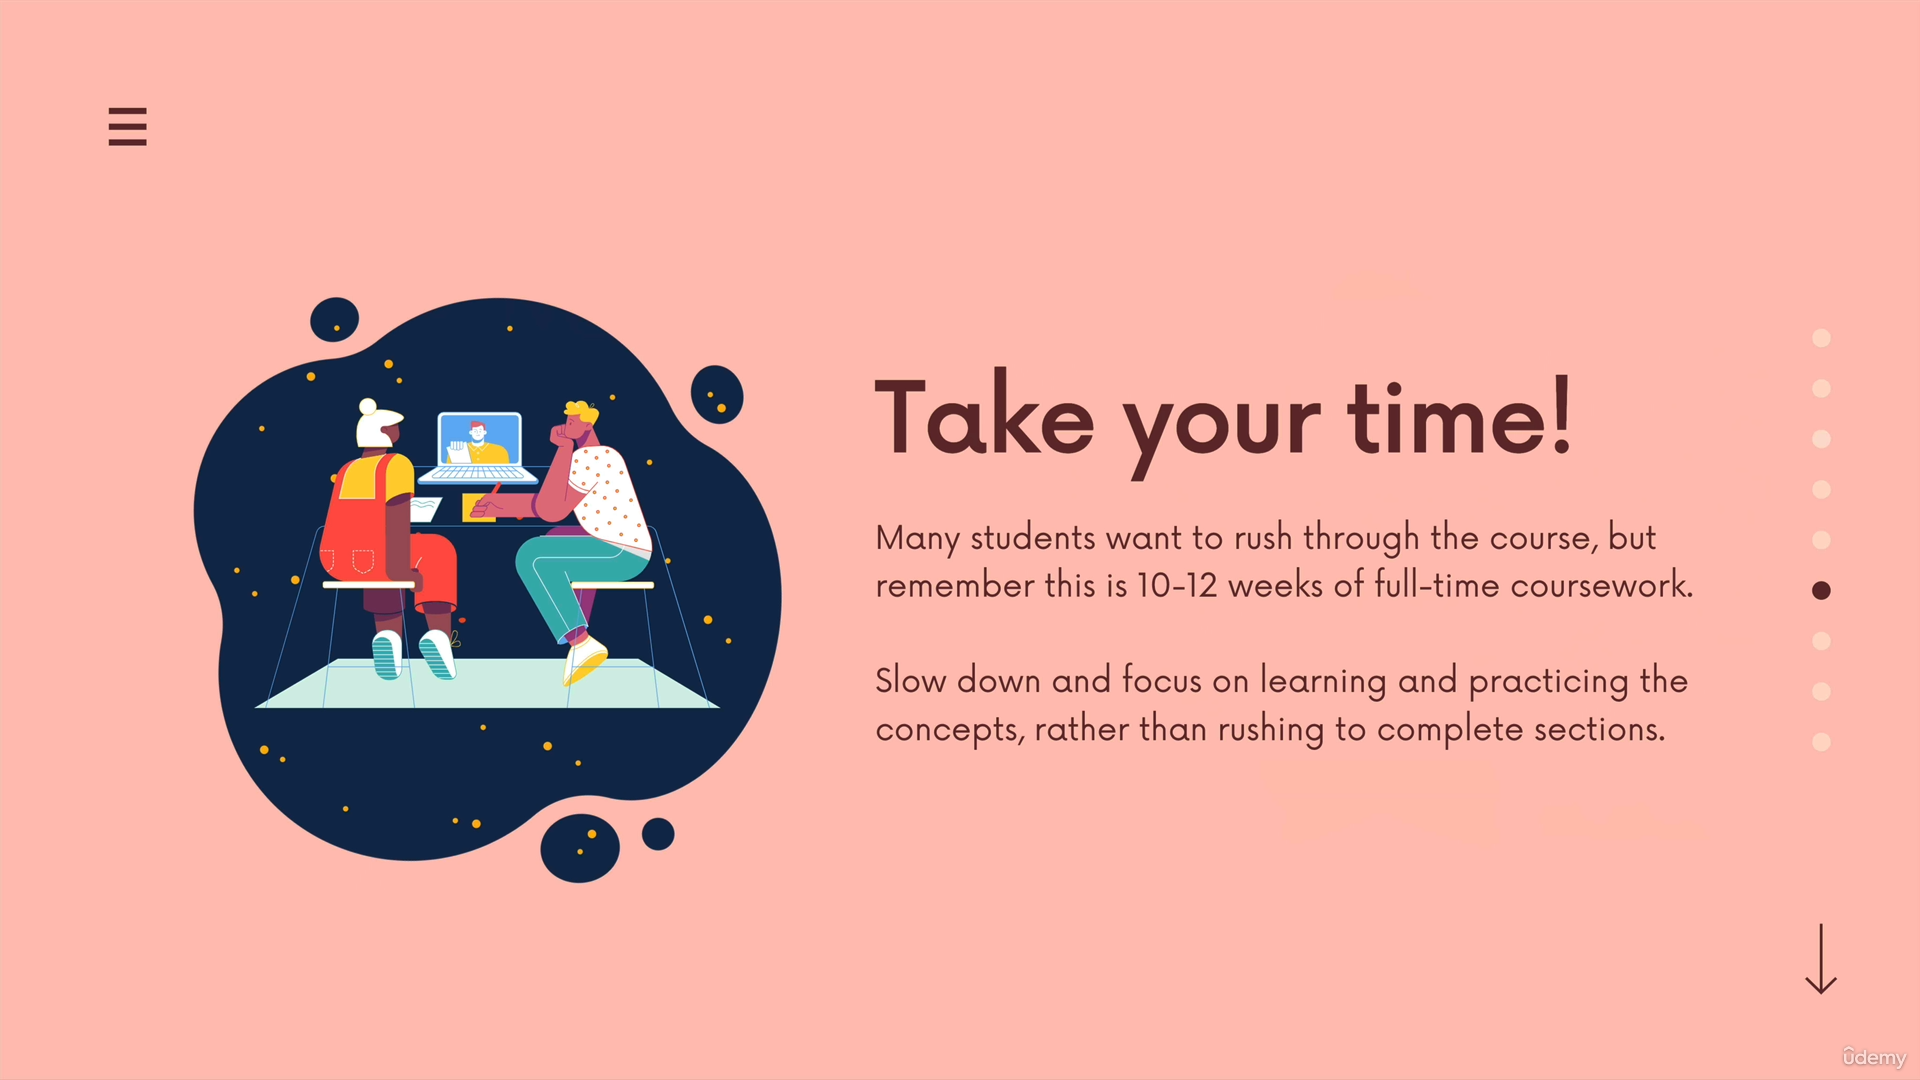 Take your time!
Many students want to rush through the course, but
remember this is 10-12 weeks of full-time coursework.
Slow down and focus on learning and practicing the
concepts, rather than rushing to complete sections.
ûdemy